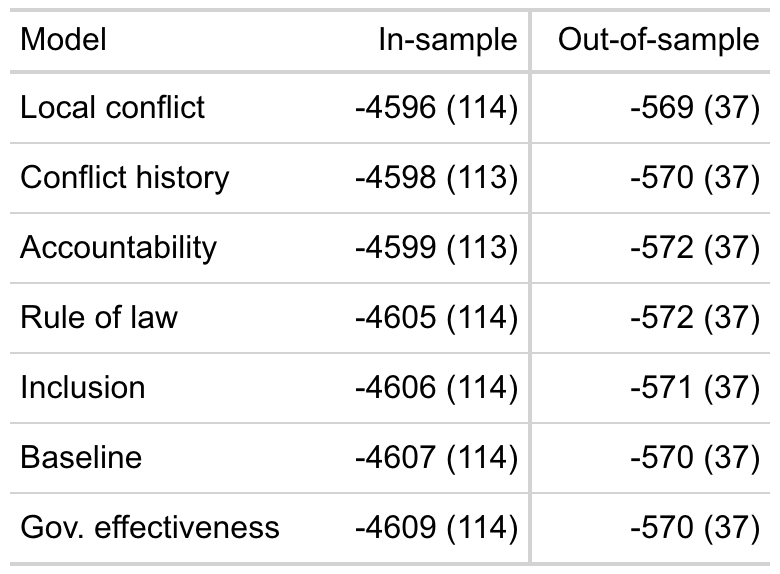 Model In-sample Out-of-sample
Local conflict -4596 (114) -569 (37)
Conflict history -4598 (113) -570 (37)
Accountability -4599 (113) -572 (37)
Rule of law -4605 (114) -572 (37)
Inclusion -4606 (114) -571 (37)
Baseline -4607 (114) -570 (37)
Gov. effectiveness -4609 (114) -570 (37)